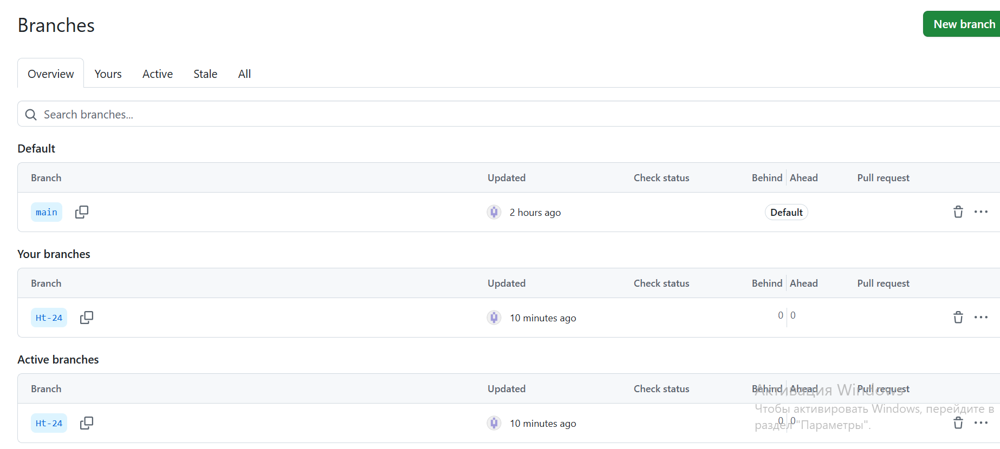 Branches
New branch
Overview Yours Active Stale All
Search branches...
Default
Branch Updated Check status Behind Ahead Pull request
main 2 hours ago Default
Your branches
Branch Updated Check status Behind Ahead Pull request
Ht-24 10 minutes ago 0 0
Active branches
Branch Updated Check status Behind Ahead Pull request
Активация Windows
Чтобы активировать Windows, перейдите в
раздел "Параметры".
Ht-24 10 minutes ago 0 0